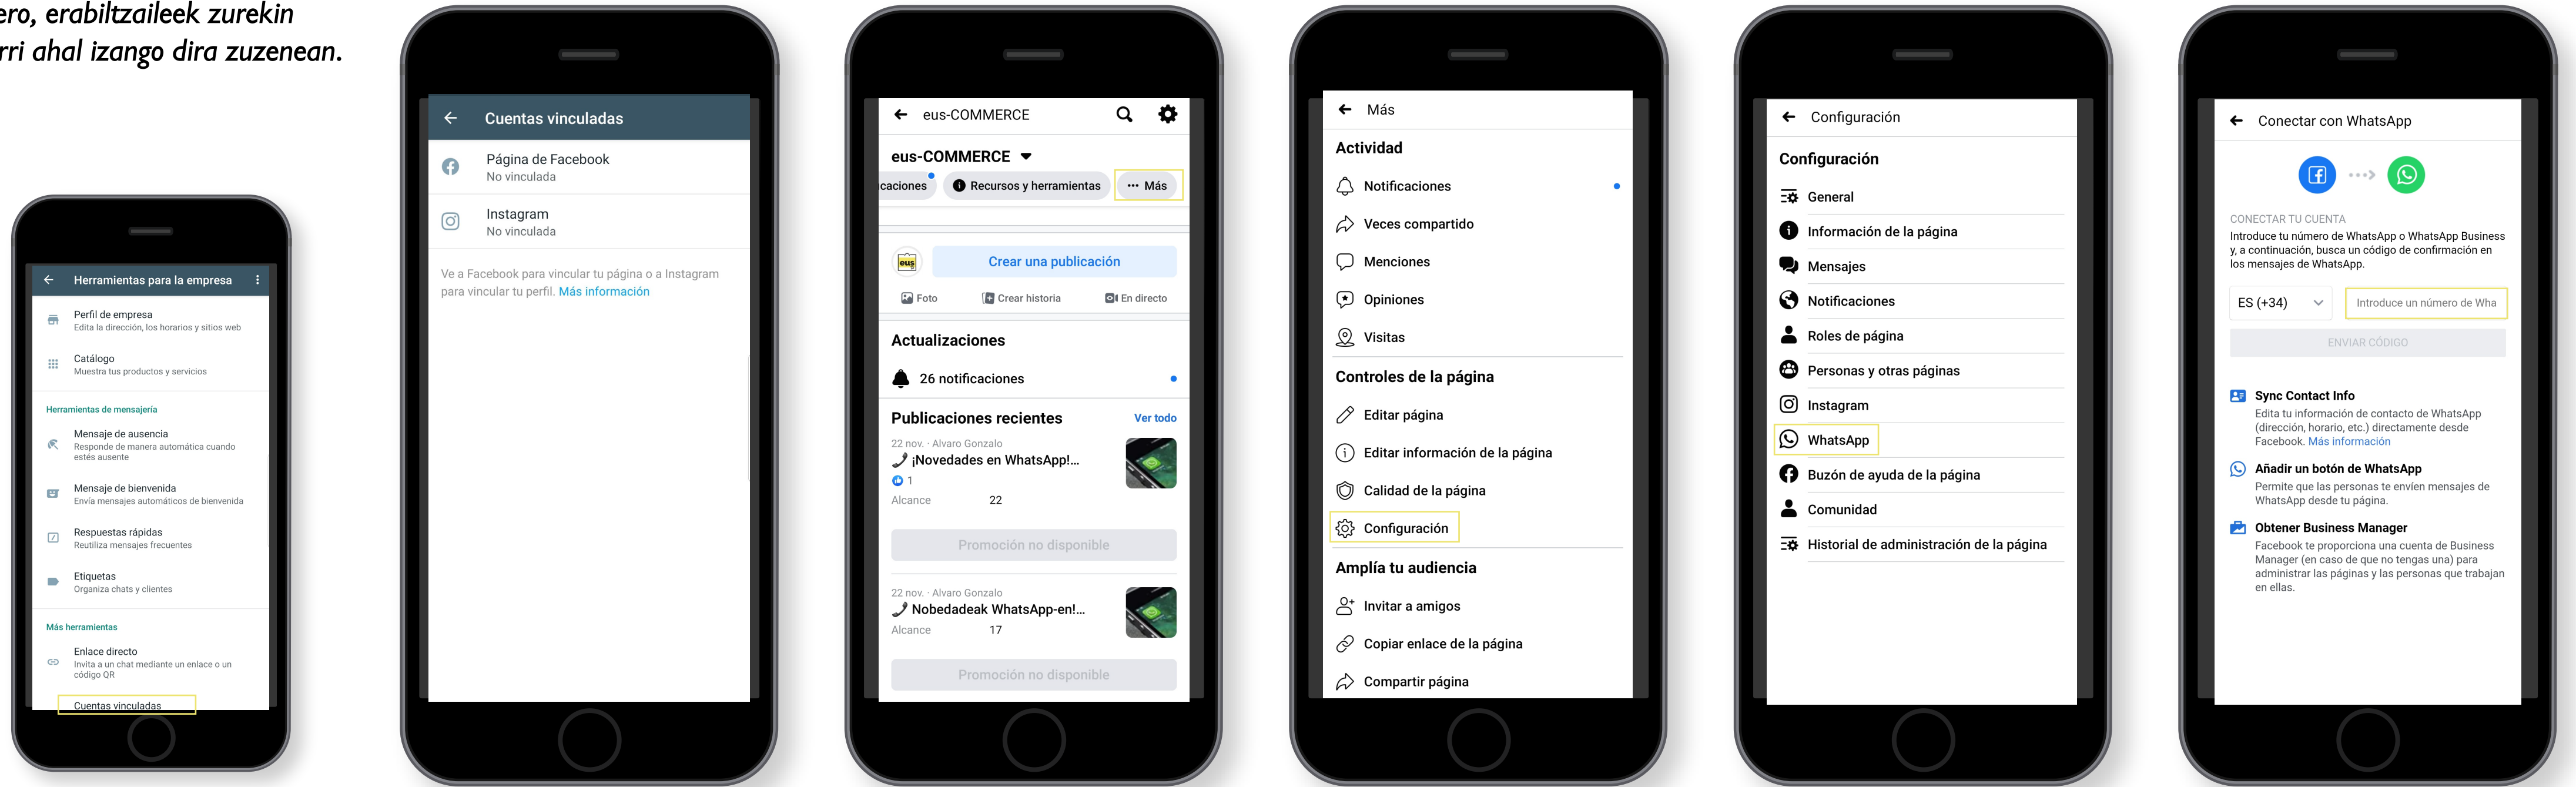 erabiltzaileek zurekin
ahal izango dira zuzenean.
Herramientas para la empresa
Perfil de empresa
Edita la dirección, los horarios y sitios web
Catálogo
Muestra tus productos y servicios
Herramientas de mensajería
Mensaje de ausencia
Responde de manera automática cuando
estés ausente
Mensaje de bienvenida
Envía mensajes automáticos de bienvenida
Respuestas rápidas
Reutiliza mensajes frecuentes
Etiquetas
Organiza chats y clientes
Más herramientas
Enlace directo
Invita a un chat mediante un enlace o un
código QR
Cuentas vinculadas
Cuentas vinculadas
Página de Facebook
No vinculada
Instagram
No vinculada
Ve a Facebook para vincular tu página o a Instagram
para vincular tu perfil. Más información
eus-COMMERCE
eus-COMMERCE
icaciones
Recursos y herramientas
••• Más
eus
Crear una publicación
Foto
Crear historia
En directo
Actualizaciones
26 notificaciones
Publicaciones recientes
Ver todo
22 nov. · Alvaro Gonzalo
¡Novedades en WhatsApp!...
1
Alcance 22
Promoción no disponible
22 nov. · Alvaro Gonzalo
Nobedadeak WhatsApp-en!...
Alcance 17
Promoción no disponible
Más
Actividad
Notificaciones
Veces compartido
Menciones
Opiniones
Visitas
Controles de la página
Editar página
Editar información de la página
Calidad de la página
Configuración
Amplía tu audiencia
Invitar a amigos
Copiar enlace de la página
Compartir página
Configuración
Configuración
General
Información de la página
Mensajes
Notificaciones
Roles de página
Personas y otras páginas
Instagram
WhatsApp
Buzón de ayuda de la página
Comunidad
Historial de administración de la página
Conectar con WhatsApp
CONECTAR TU CUENTA
Introduce tu número de WhatsApp o WhatsApp Business
y, a continuación, busca un código de confirmación en
los mensajes de WhatsApp.
ES (+34)
Introduce un número de Wha
ENVIAR CÓDIGO
Sync Contact Info
Edita tu información de contacto de WhatsApp
(dirección, horario, etc.) directamente desde
Facebook. Más información
Añadir un botón de WhatsApp
Permite que las personas te envíen mensajes de
WhatsApp desde tu página.
Obtener Business Manager
Facebook te proporciona una cuenta de Business
Manager (en caso de que no tengas una) para
administrar las páginas y las personas que trabajan
en ellas.